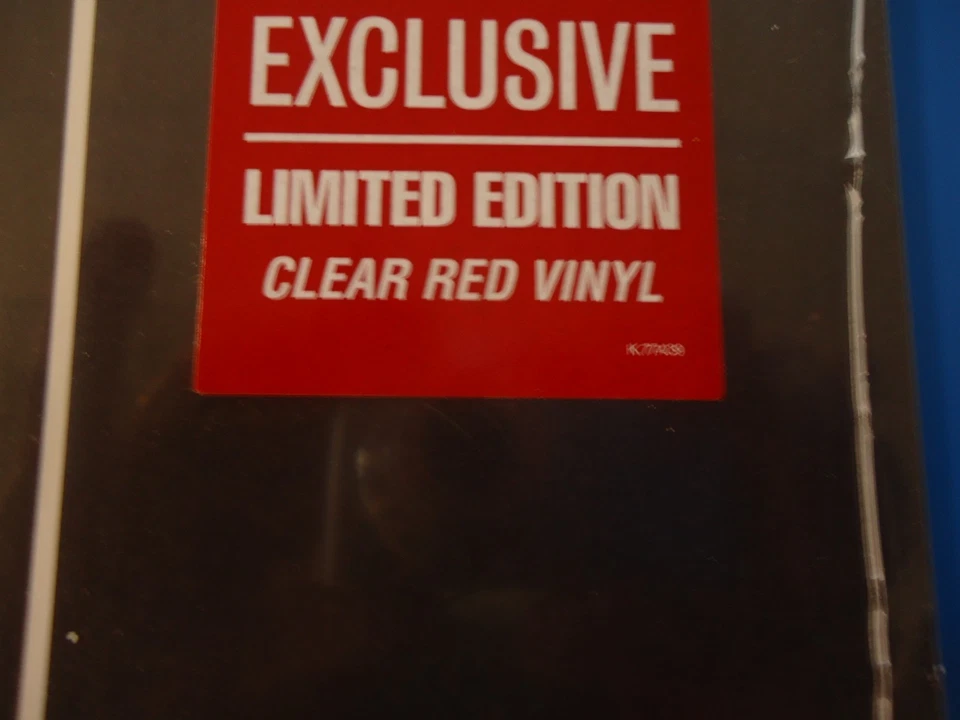 EXCLUSIVE
LIMITED EDITION
CLEAR RED VINYL